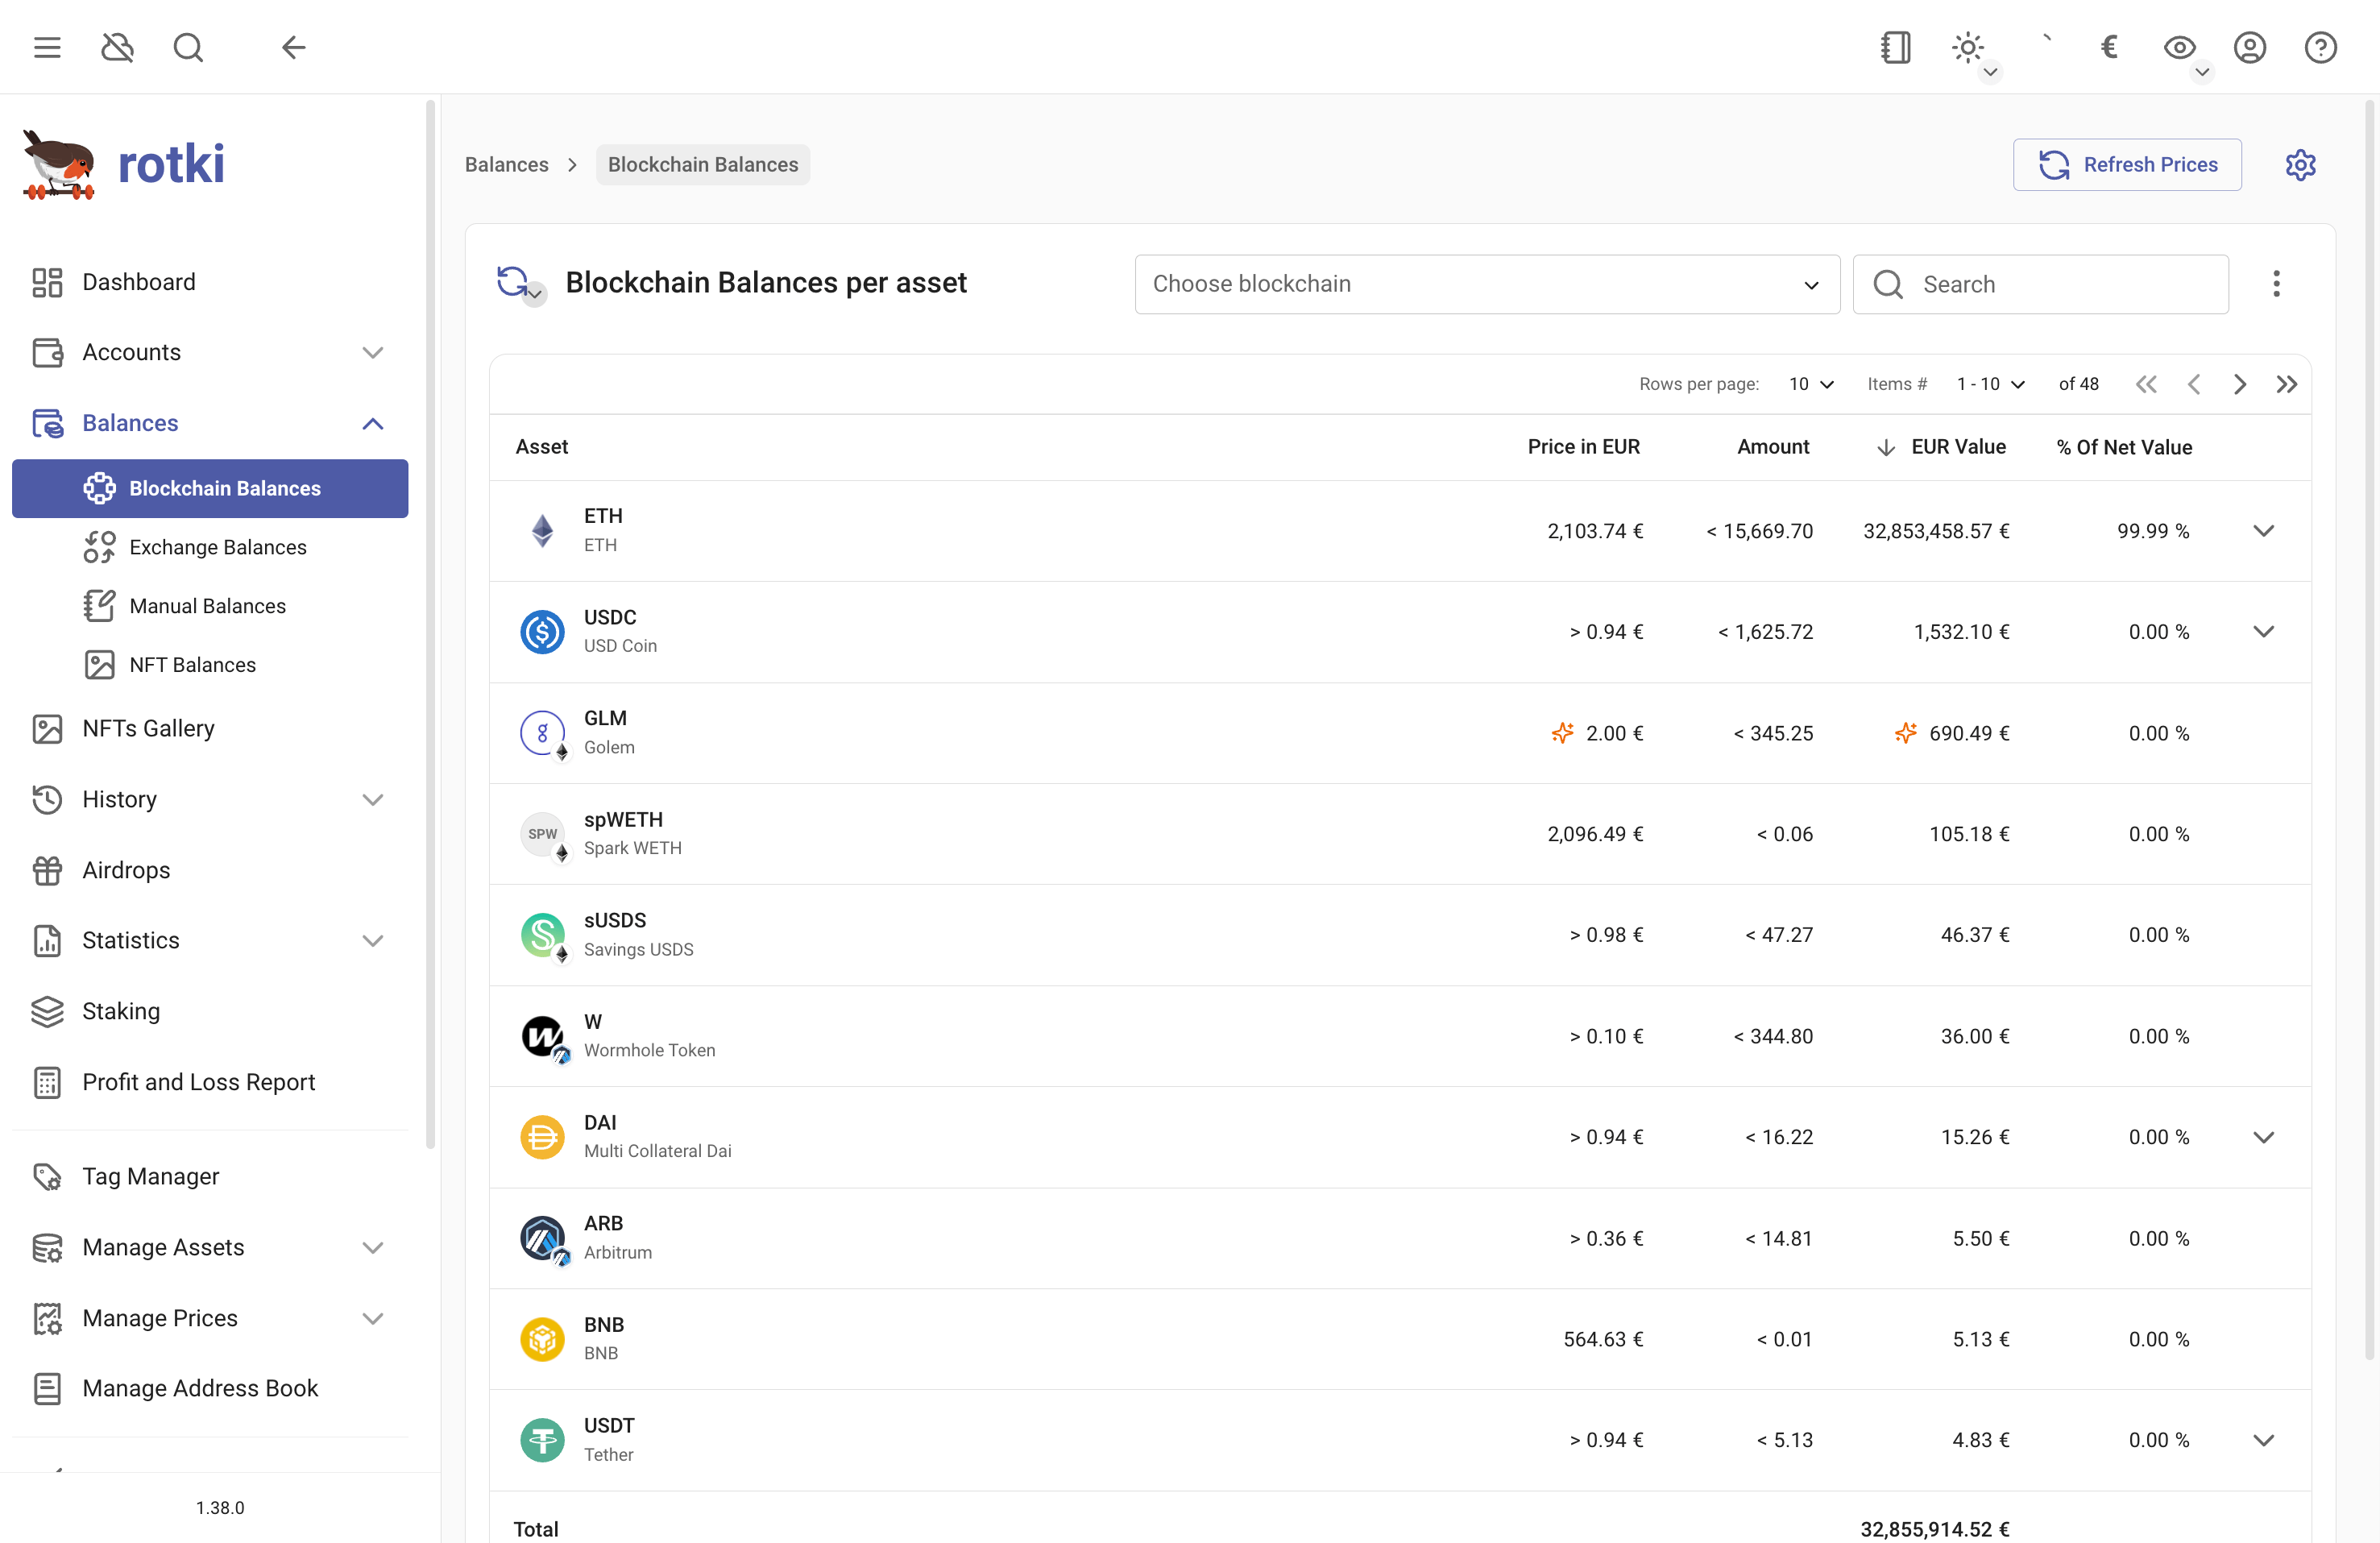 €
rotki
Balances
Blockchain Balances
Refresh Prices
Dashboard
Accounts
Balances
Blockchain Balances
Exchange Balances
Manual Balances
NFT Balances
NFTs Gallery
History
Airdrops
Statistics
Staking
Profit and Loss Report
Tag Manager
Manage Assets
Manage Prices
Manage Address Book
1.38.0
Blockchain Balances per asset
Choose blockchain
Search
Rows per page: 10 Items # 1 - 10 of 48
Asset Price in EUR Amount EUR Value % Of Net Value
ETH
ETH
2,103.74 € < 15,669.70 32,853,458.57 € 99.99 %
USDC
USD Coin
> 0.94 € < 1,625.72 1,532.10 € 0.00 %
GLM
Golem
2.00 € < 345.25 690.49 € 0.00 %
SPW
spWETH
Spark WETH
2,096.49 € < 0.06 105.18 € 0.00 %
sUSDS
Savings USDS
> 0.98 € < 47.27 46.37 € 0.00 %
W
Wormhole Token
> 0.10 € < 344.80 36.00 € 0.00 %
DAI
Multi Collateral Dai
> 0.94 € < 16.22 15.26 € 0.00 %
ARB
Arbitrum
> 0.36 € < 14.81 5.50 € 0.00 %
BNB
BNB
564.63 € < 0.01 5.13 € 0.00 %
USDT
Tether
> 0.94 € < 5.13 4.83 € 0.00 %
Total 32,855,914.52 €